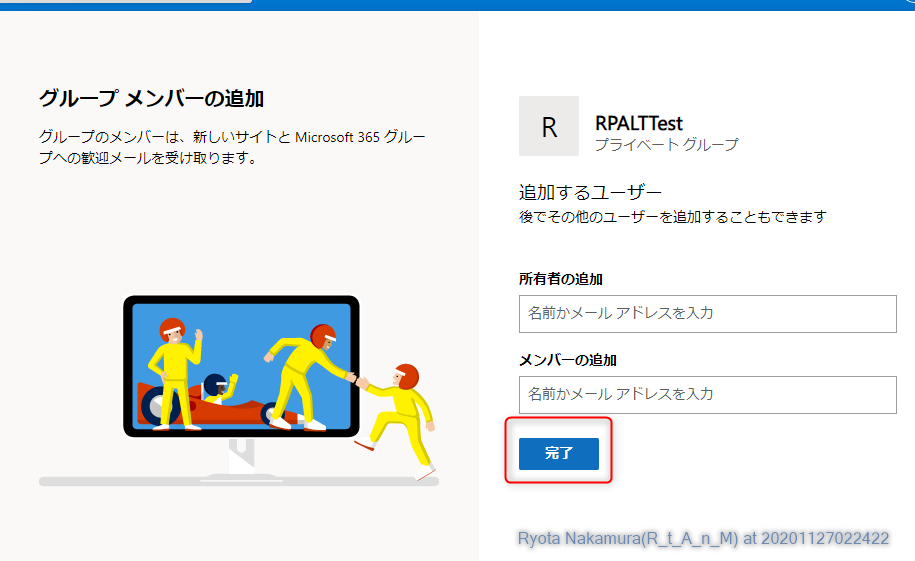 グループ メンバーの追加
グループのメンバーは、新しいサイトと Microsoft 365 グルー
プへの歓迎メールを受け取ります。
R
RPALTTest
プライベート グループ
追加するユーザー
後でその他のユーザーを追加することもできます
所有者の追加
名前かメール アドレスを入力
メンバーの追加
名前かメール アドレスを入力
完了
Ryota Nakamura(R_t_A_n_M) at 20201127022422